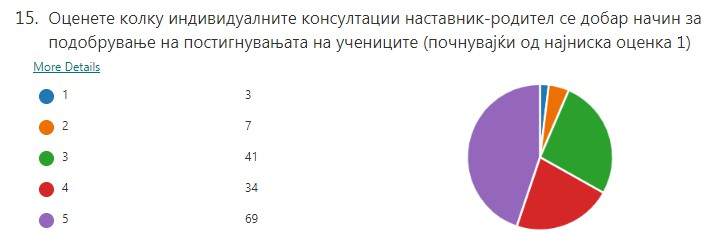 15. Оценете колку индивидуалните консултации наставник-родител се добар начин за
подобрување на постигнувањата на учениците (почнувајќи од најниска оценка 1)
More Details
1 3
2 7
3 41
4 34
5 69